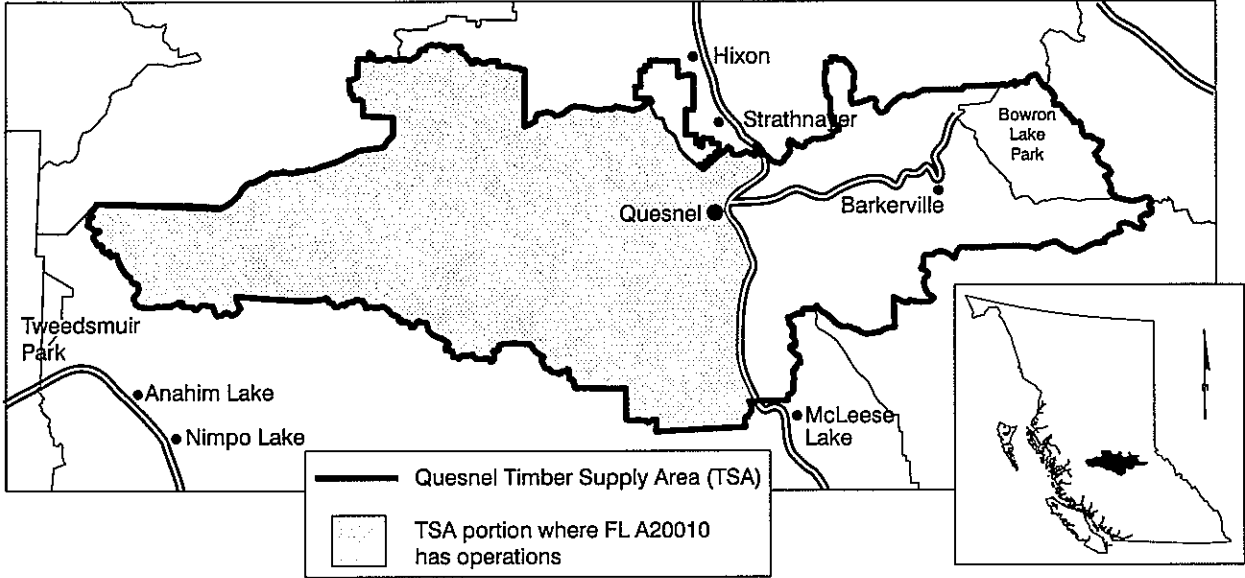 Hixon
Strathnaver
Bowron
Lake
Park
Quesnel
Barkerville
Tweedsmuir
Park
Anahim Lake
Nimpo Lake
McLeese
Lake
Quesnel Timber Supply Area (TSA)
TSA portion where FL A20010
has operations